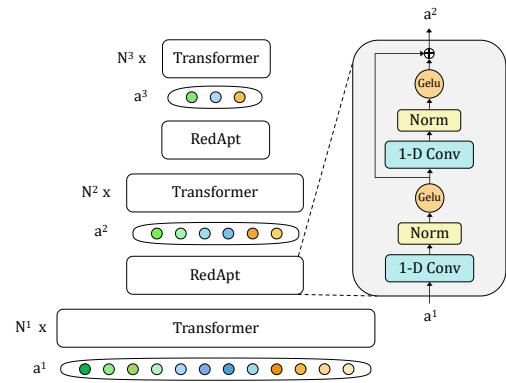 N³ x Transformer
a³
RedApt
N² x Transformer
a²
RedApt
N¹ x Transformer
a¹
a²
Gelu
Norm
1-D Conv
Gelu
Norm
1-D Conv
a¹